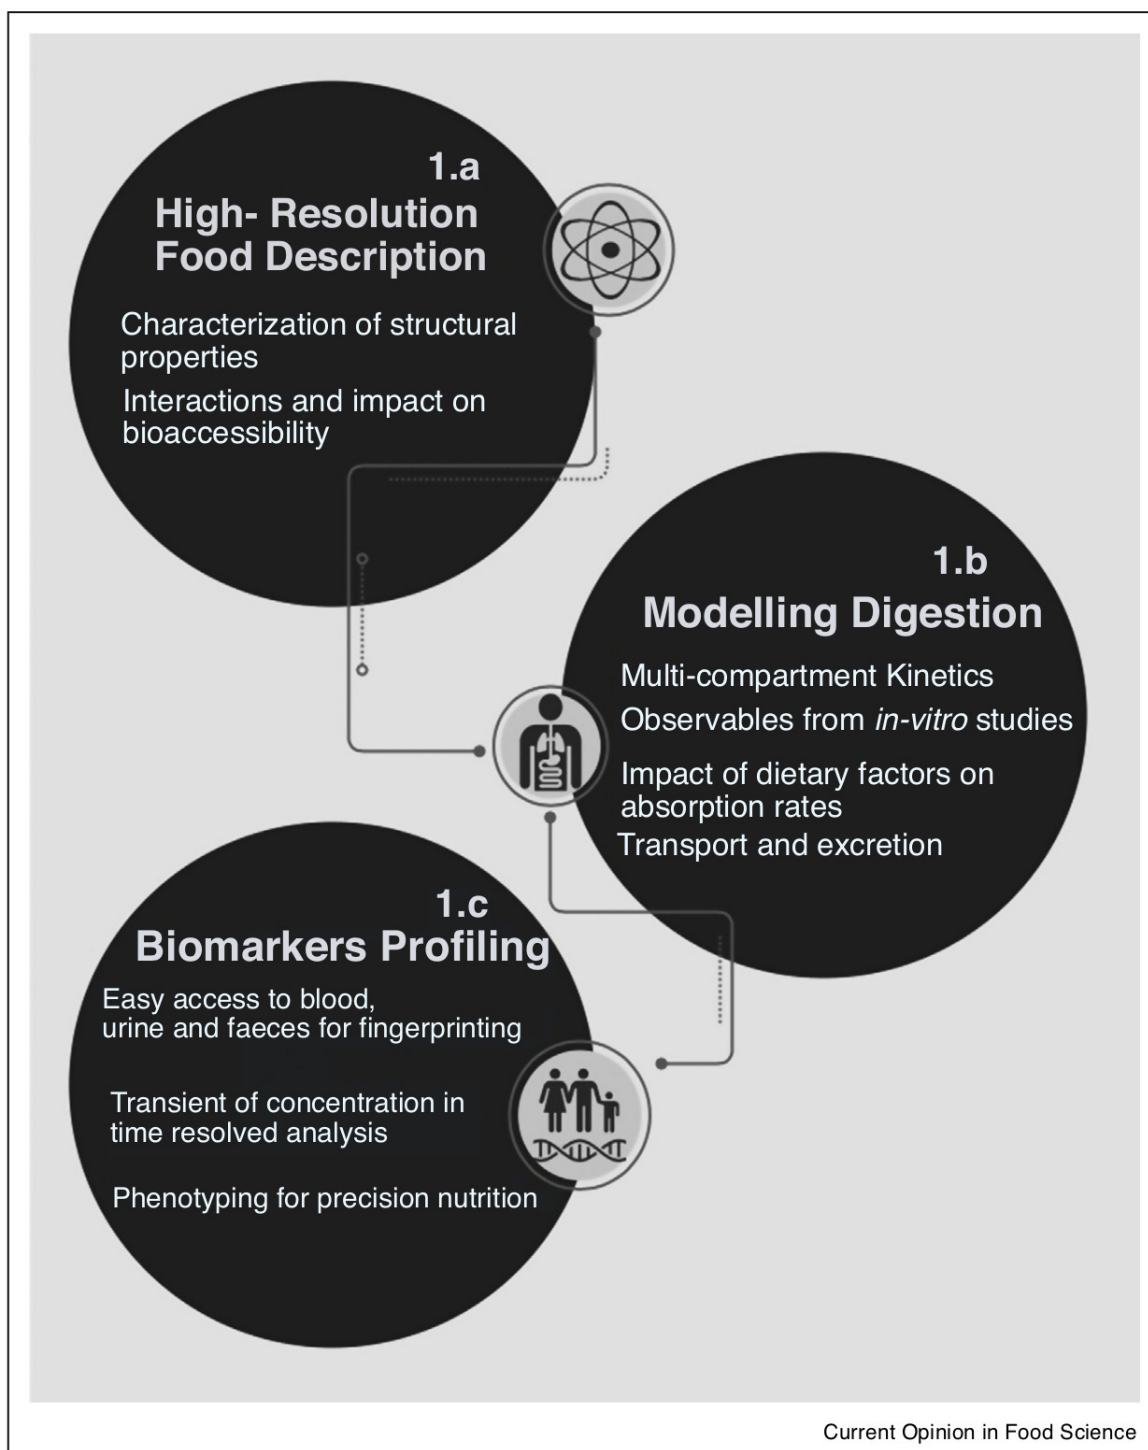 1.a
High- Resolution
Food Description
Characterization of structural
properties
Interactions and impact on
bioaccessibility
1.b
Modelling Digestion
Multi-compartment Kinetics
Observables from in-vitro studies
Impact of dietary factors on
absorption rates
Transport and excretion
1.c
Biomarkers Profiling
Easy access to blood,
urine and faeces for fingerprinting
Transient of concentration in
time resolved analysis
Phenotyping for precision nutrition
Current Opinion in Food Science